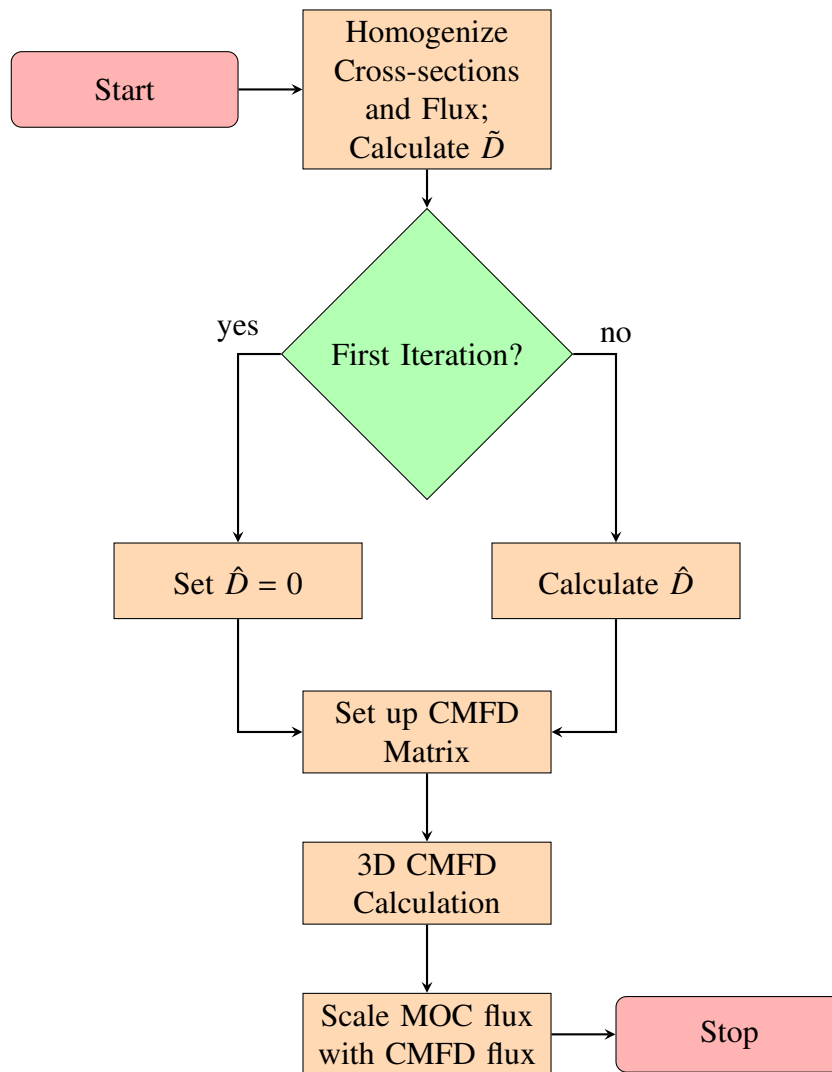 Start
Homogenize
Cross-sections
and Flux;
Calculate D̃
First Iteration?
yes
no
Set D̂ = 0
Calculate D̂
Set up CMFD
Matrix
3D CMFD
Calculation
Scale MOC flux
with CMFD flux
Stop